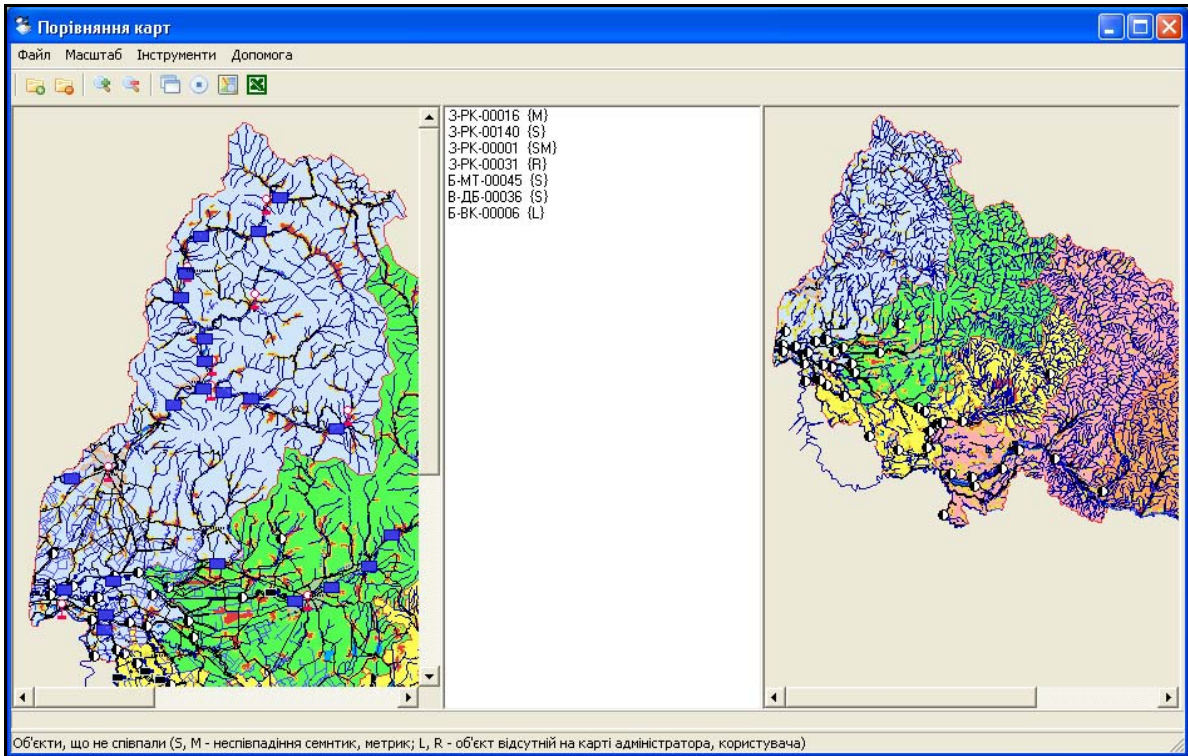 Порівняння карт
Файл Масштаб Інструменти Допомога
З-РК-00016 {M}
З-РК-00140 {S}
З-РК-00001 {SM}
З-РК-00031 {R}
Б-МТ-00045 {S}
В-ДБ-00036 {S}
Б-ВК-00006 {L}
Об'єкти, що не співпали (S, M - неспівпадіння семнтик, метрик; L, R - об'єкт відсутній на карті адміністратора, користувача)